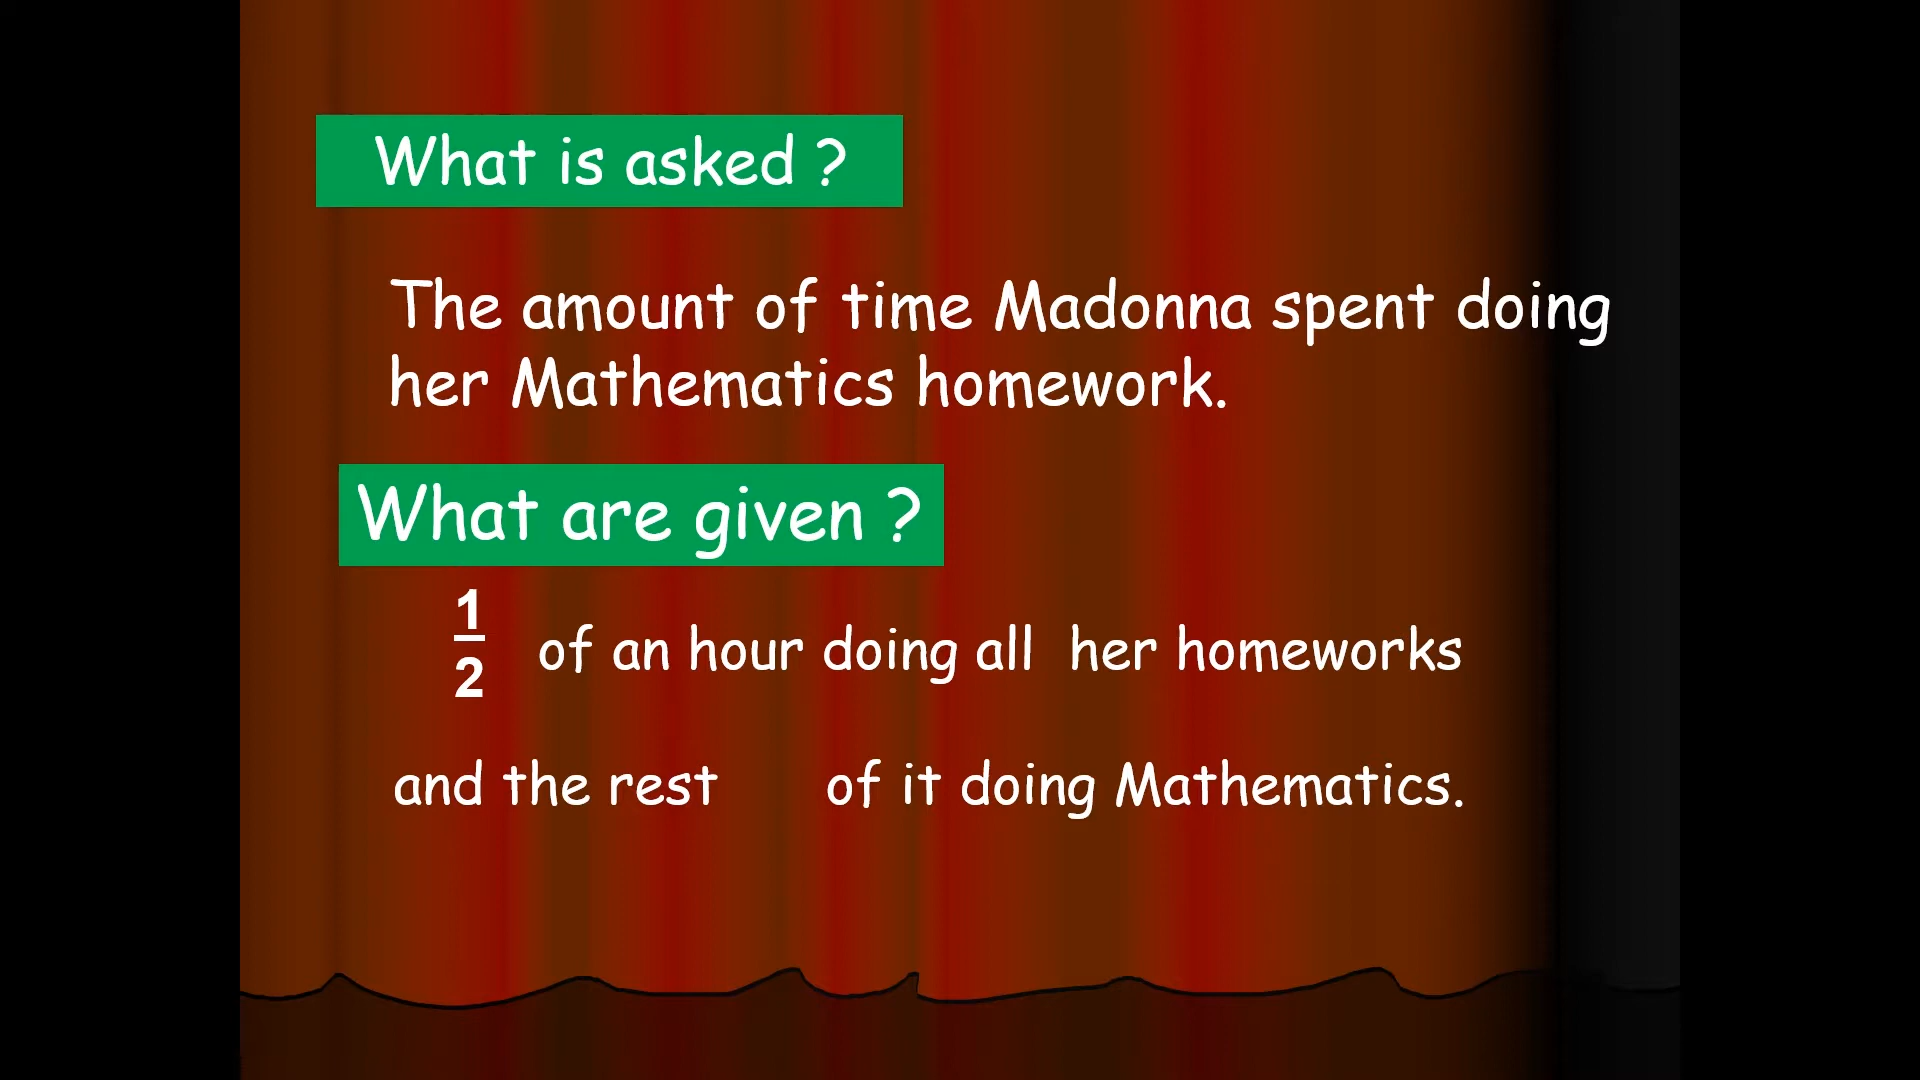 What is asked ?
The amount of time Madonna spent doing
her Mathematics homework.
What are given ?
1/2 of an hour doing all her homeworks
and the rest of it doing Mathematics.